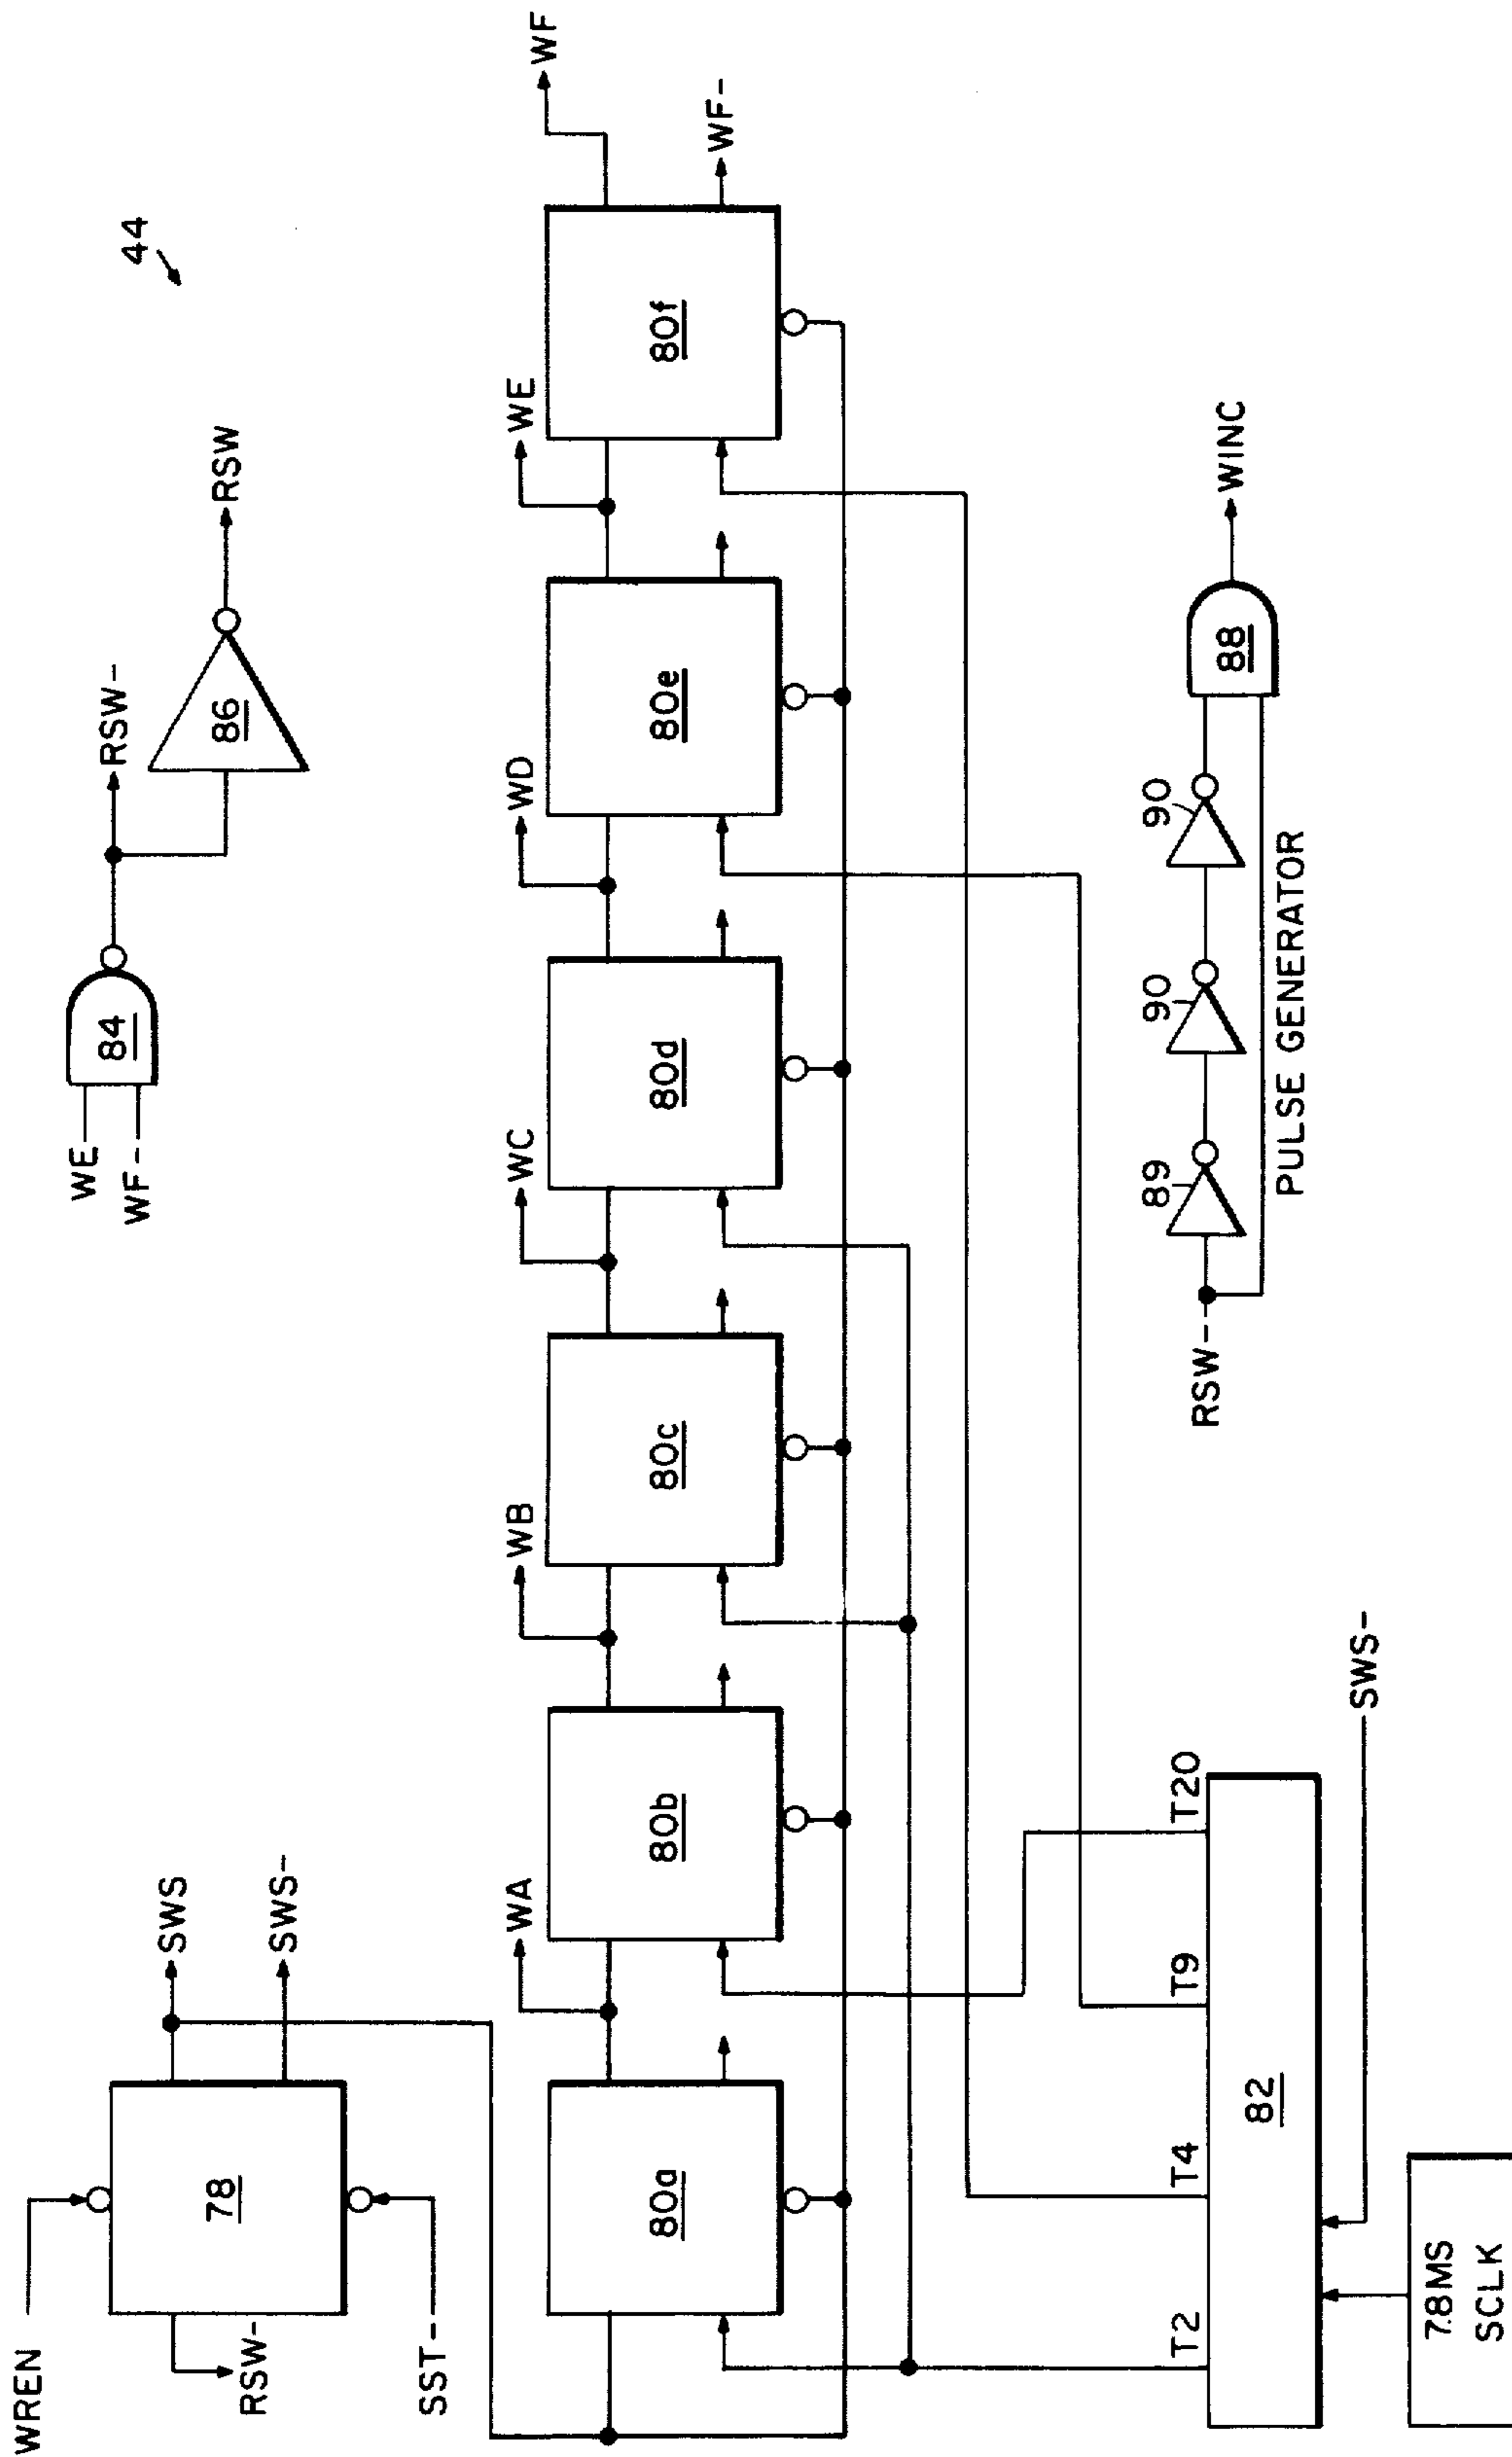 44
WREN
RSW-
SST-
78
SWS
SWS-
WE
WF-
84
RSW-
86
RSW
80a
WA
80b
WB
80c
WC
80d
WD
80e
WE
80f
WF
WF-
T2
T4
T9
T20
82
SWS-
7.8MS
SCLK
RSW-
89
90
90
88
WINC
PULSE GENERATOR